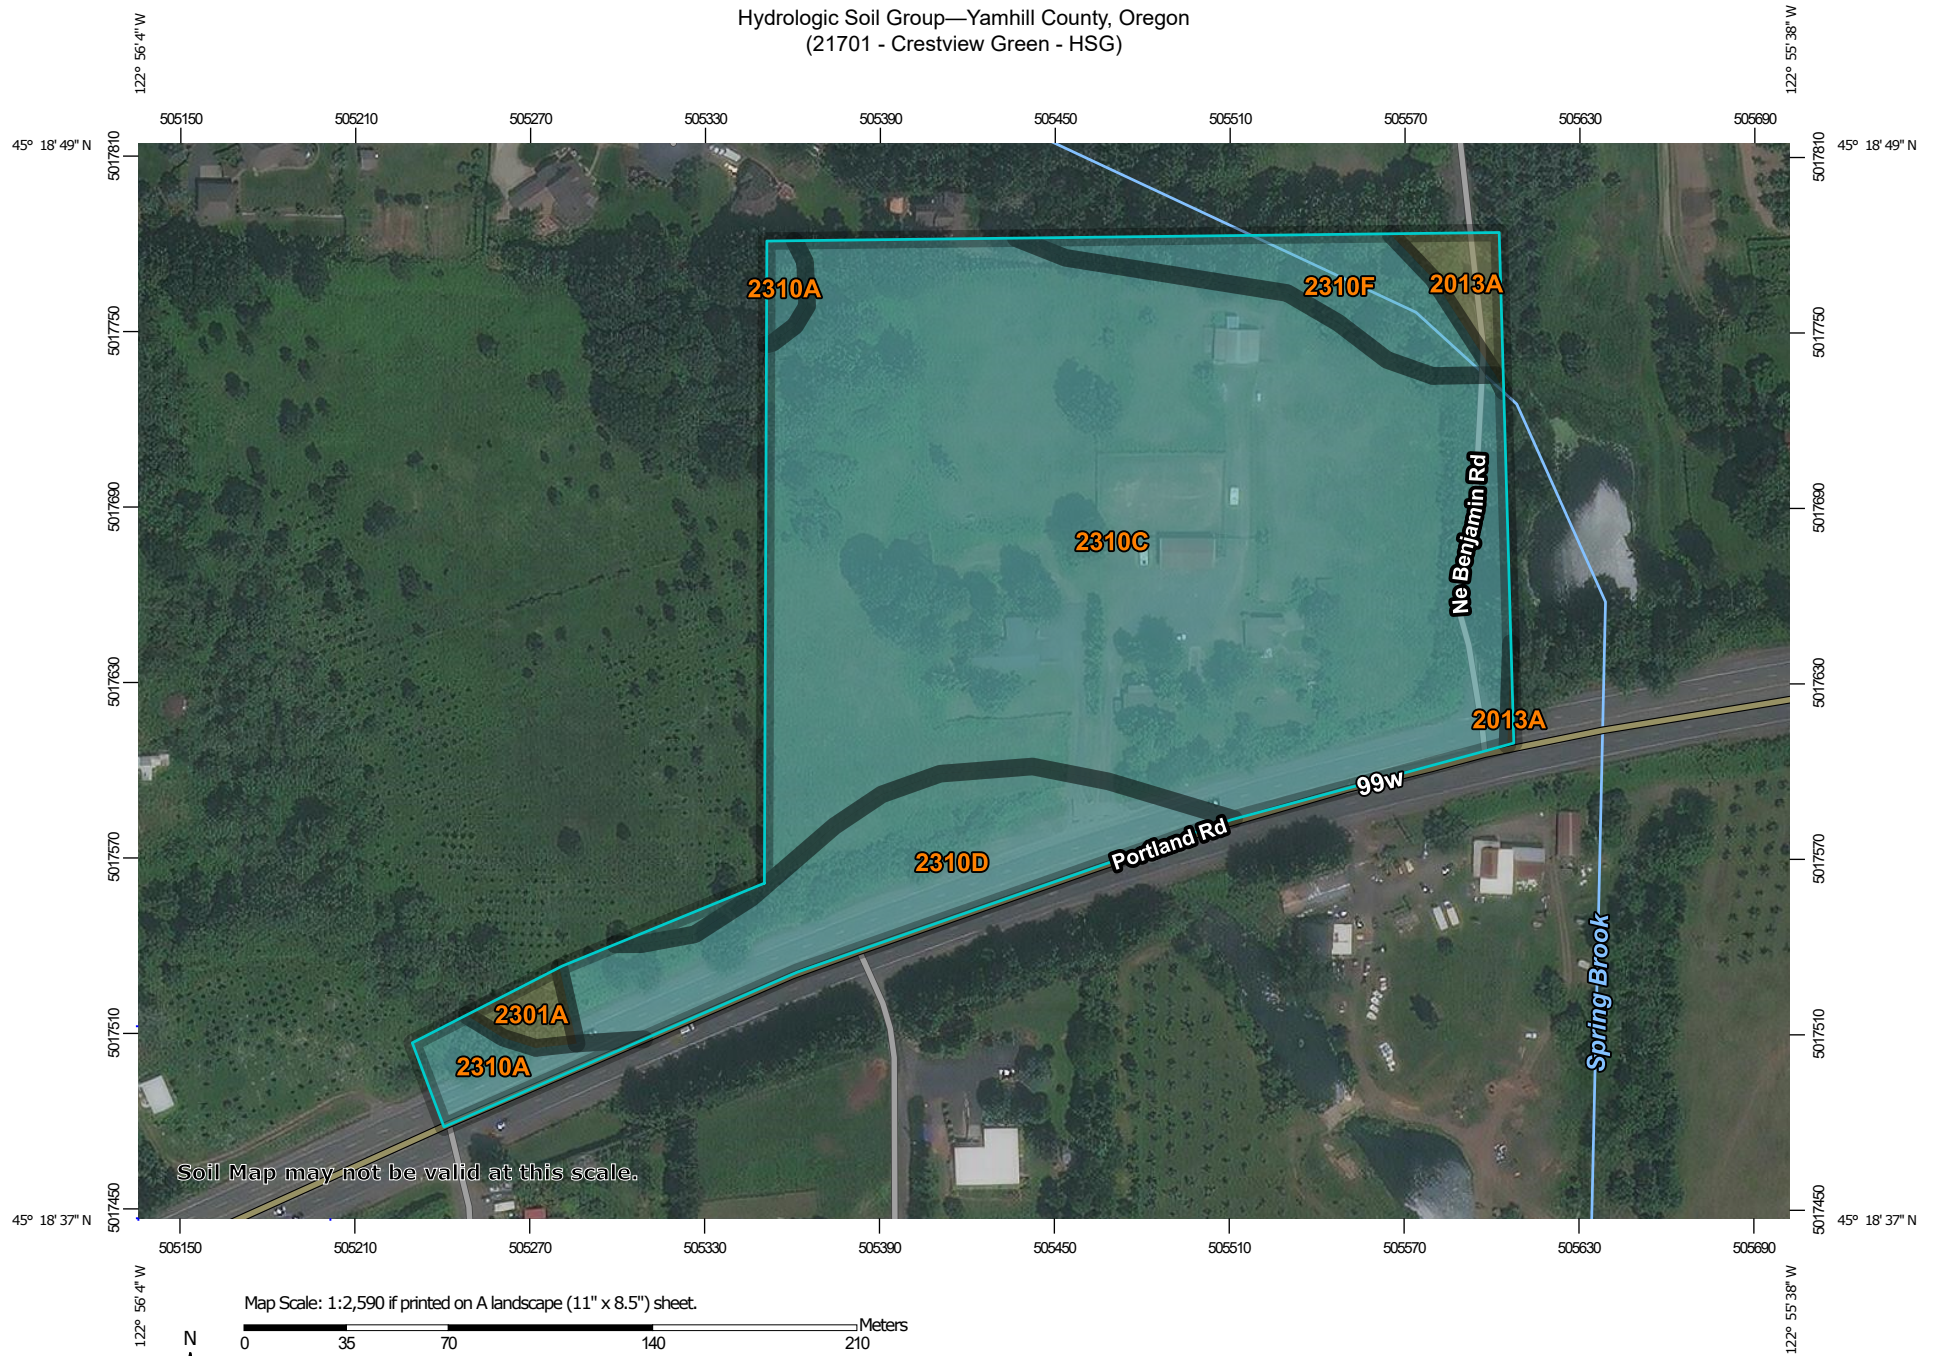 Hydrologic Soil Group—Yamhill County, Oregon
(21701 - Crestview Green - HSG)
122° 56' 4'' W
122° 55' 38'' W
505150 505210 505270 505330 505390 505450 505510 505570 505630 505690
45° 18' 49'' N
45° 18' 49'' N
5017810
5017810
2310A
2310F
2013A
5017750
5017750
5017690
5017690
2310C
Ne Benjamin Rd
5017630
5017630
2013A
99w
Portland Rd
2310D
5017570
5017570
Spring Brook
2301A
5017510
5017510
2310A
Soil Map may not be valid at this scale.
5017450
5017450
45° 18' 37'' N
45° 18' 37'' N
505150 505210 505270 505330 505390 505450 505510 505570 505630 505690
122° 56' 4'' W
122° 55' 38'' W
Map Scale: 1:2,590 if printed on A landscape (11" x 8.5") sheet.
Meters
N
0 35 70 140 210